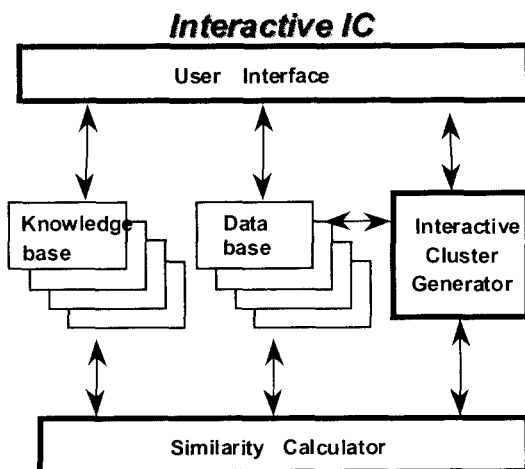 Interactive IC
User Interface
Knowledge
base
Data
base
Interactive
Cluster
Generator
Similarity Calculator